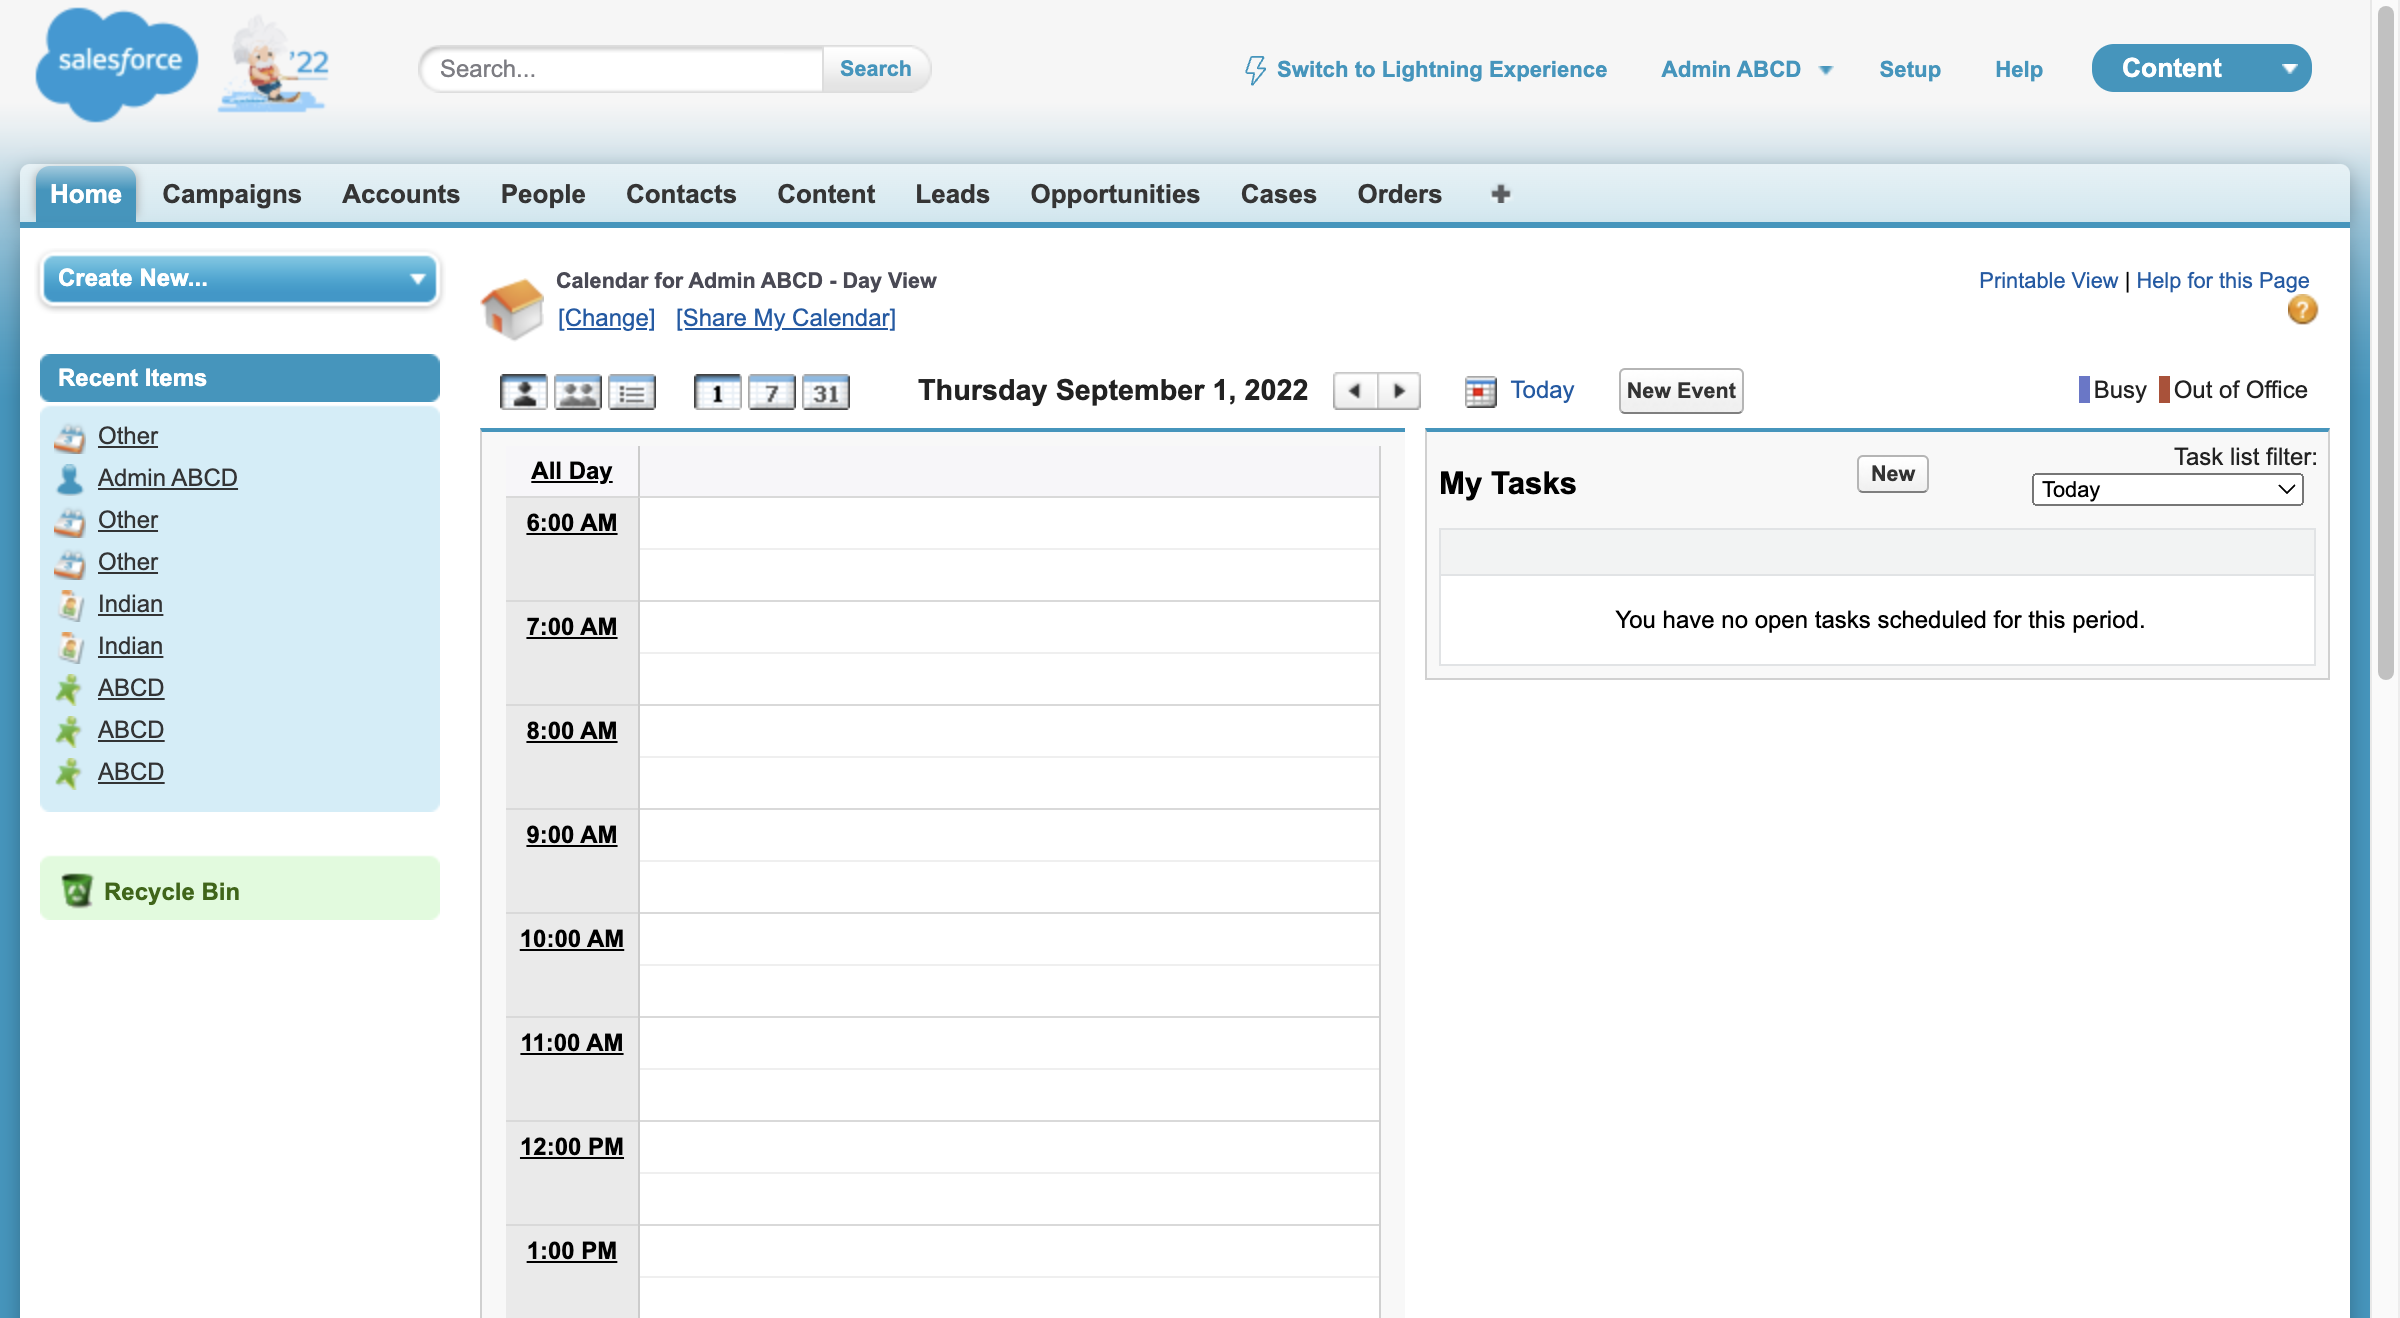 salesforce
'22
Search...
Search
Switch to Lightning Experience
Admin ABCD
Setup
Help
Content
Home
Campaigns
Accounts
People
Contacts
Content
Leads
Opportunities
Cases
Orders
+
Create New...
Recent Items
Other
Admin ABCD
Other
Other
Indian
Indian
ABCD
ABCD
ABCD
Recycle Bin
Calendar for Admin ABCD - Day View
[Change] [Share My Calendar]
Printable View | Help for this Page
?
1
7
31
Thursday September 1, 2022
Today
New Event
Busy
Out of Office
All Day
6:00 AM
7:00 AM
8:00 AM
9:00 AM
10:00 AM
11:00 AM
12:00 PM
1:00 PM
My Tasks
New
Task list filter:
Today
You have no open tasks scheduled for this period.